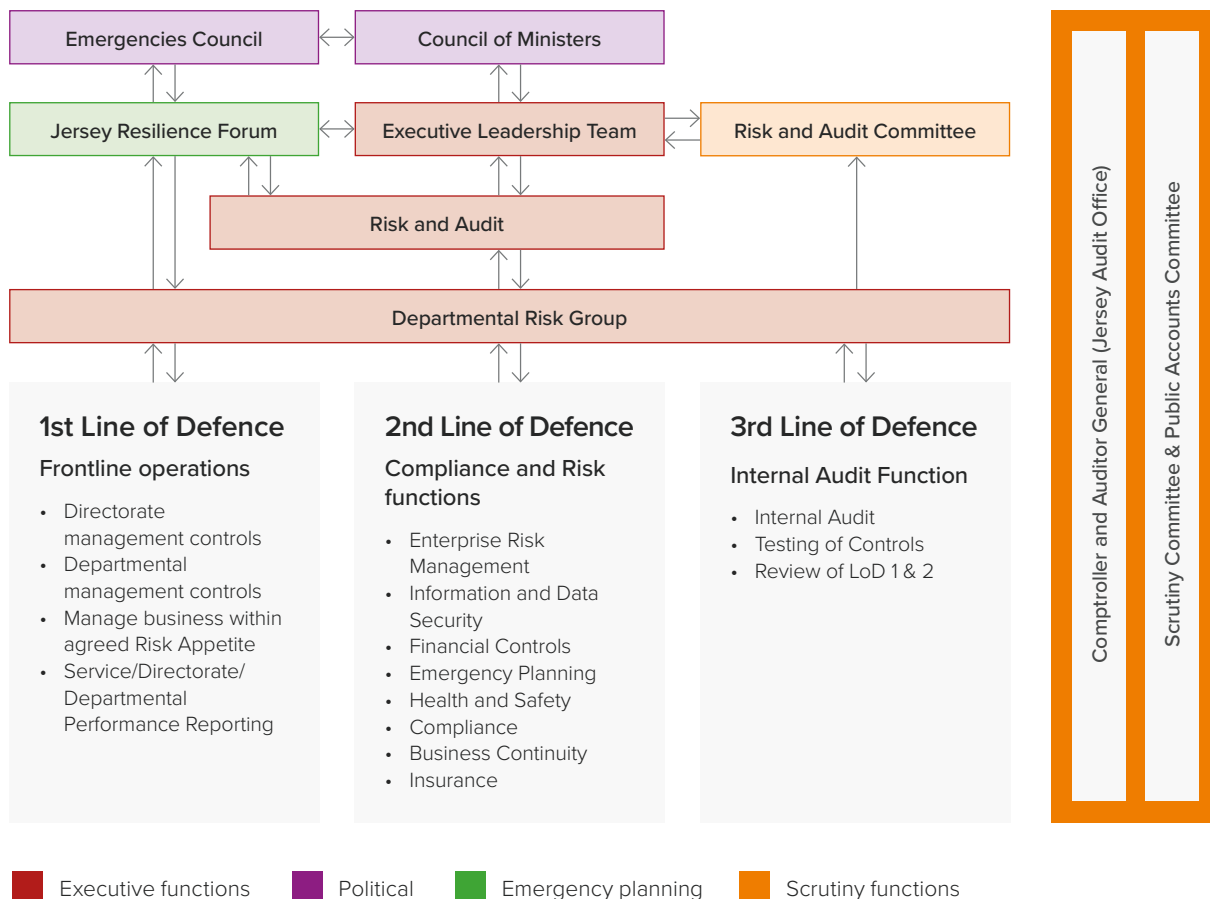 Emergencies Council
Council of Ministers
Jersey Resilience Forum
Executive Leadership Team
Risk and Audit Committee
Risk and Audit
Departmental Risk Group
1st Line of Defence
Frontline operations
• Directorate
management controls
• Departmental
management controls
• Manage business within
agreed Risk Appetite
• Service/Directorate/
Departmental
Performance Reporting
2nd Line of Defence
Compliance and Risk
functions
• Enterprise Risk
Management
• Information and Data
Security
• Financial Controls
• Emergency Planning
• Health and Safety
• Compliance
• Business Continuity
• Insurance
3rd Line of Defence
Internal Audit Function
• Internal Audit
• Testing of Controls
• Review of LoD 1 & 2
Comptroller and Auditor General (Jersey Audit Office)
Scrutiny Committee & Public Accounts Committee
Executive functions
Political
Emergency planning
Scrutiny functions